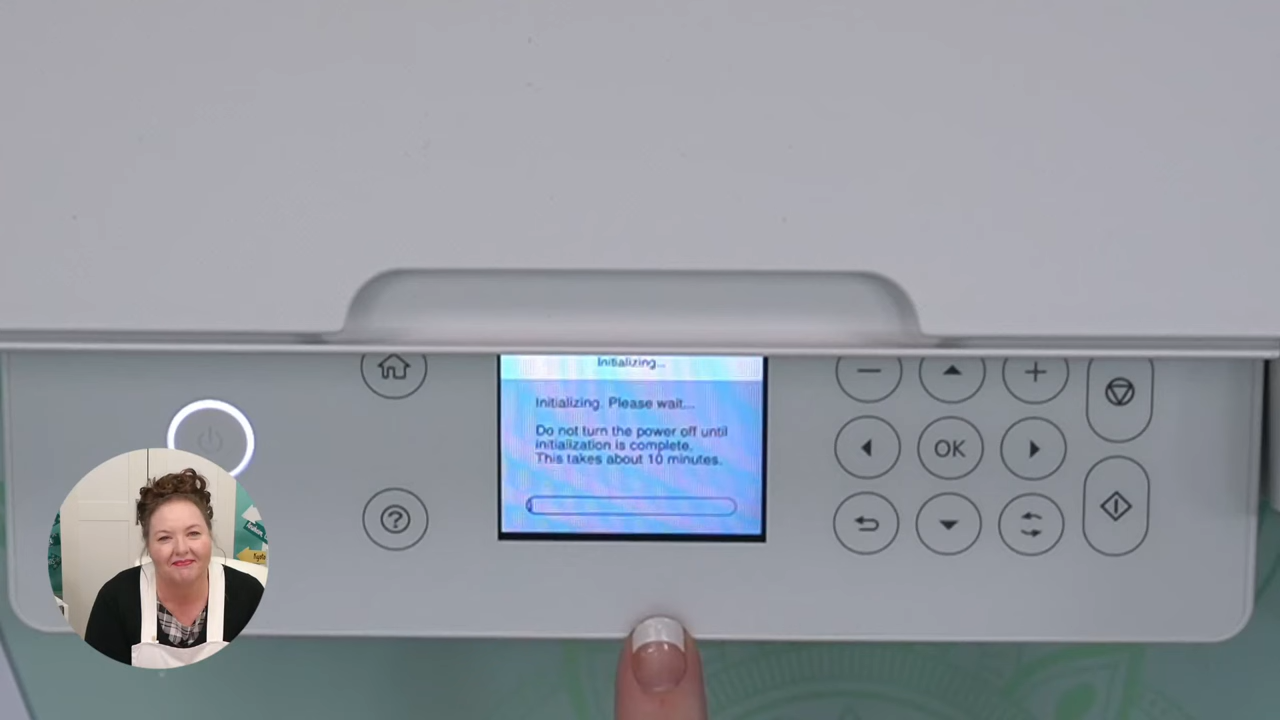 Initializing...
Initializing. Please wait...
Do not turn the power off until
initialization is complete.
This takes about 10 minutes.
OK